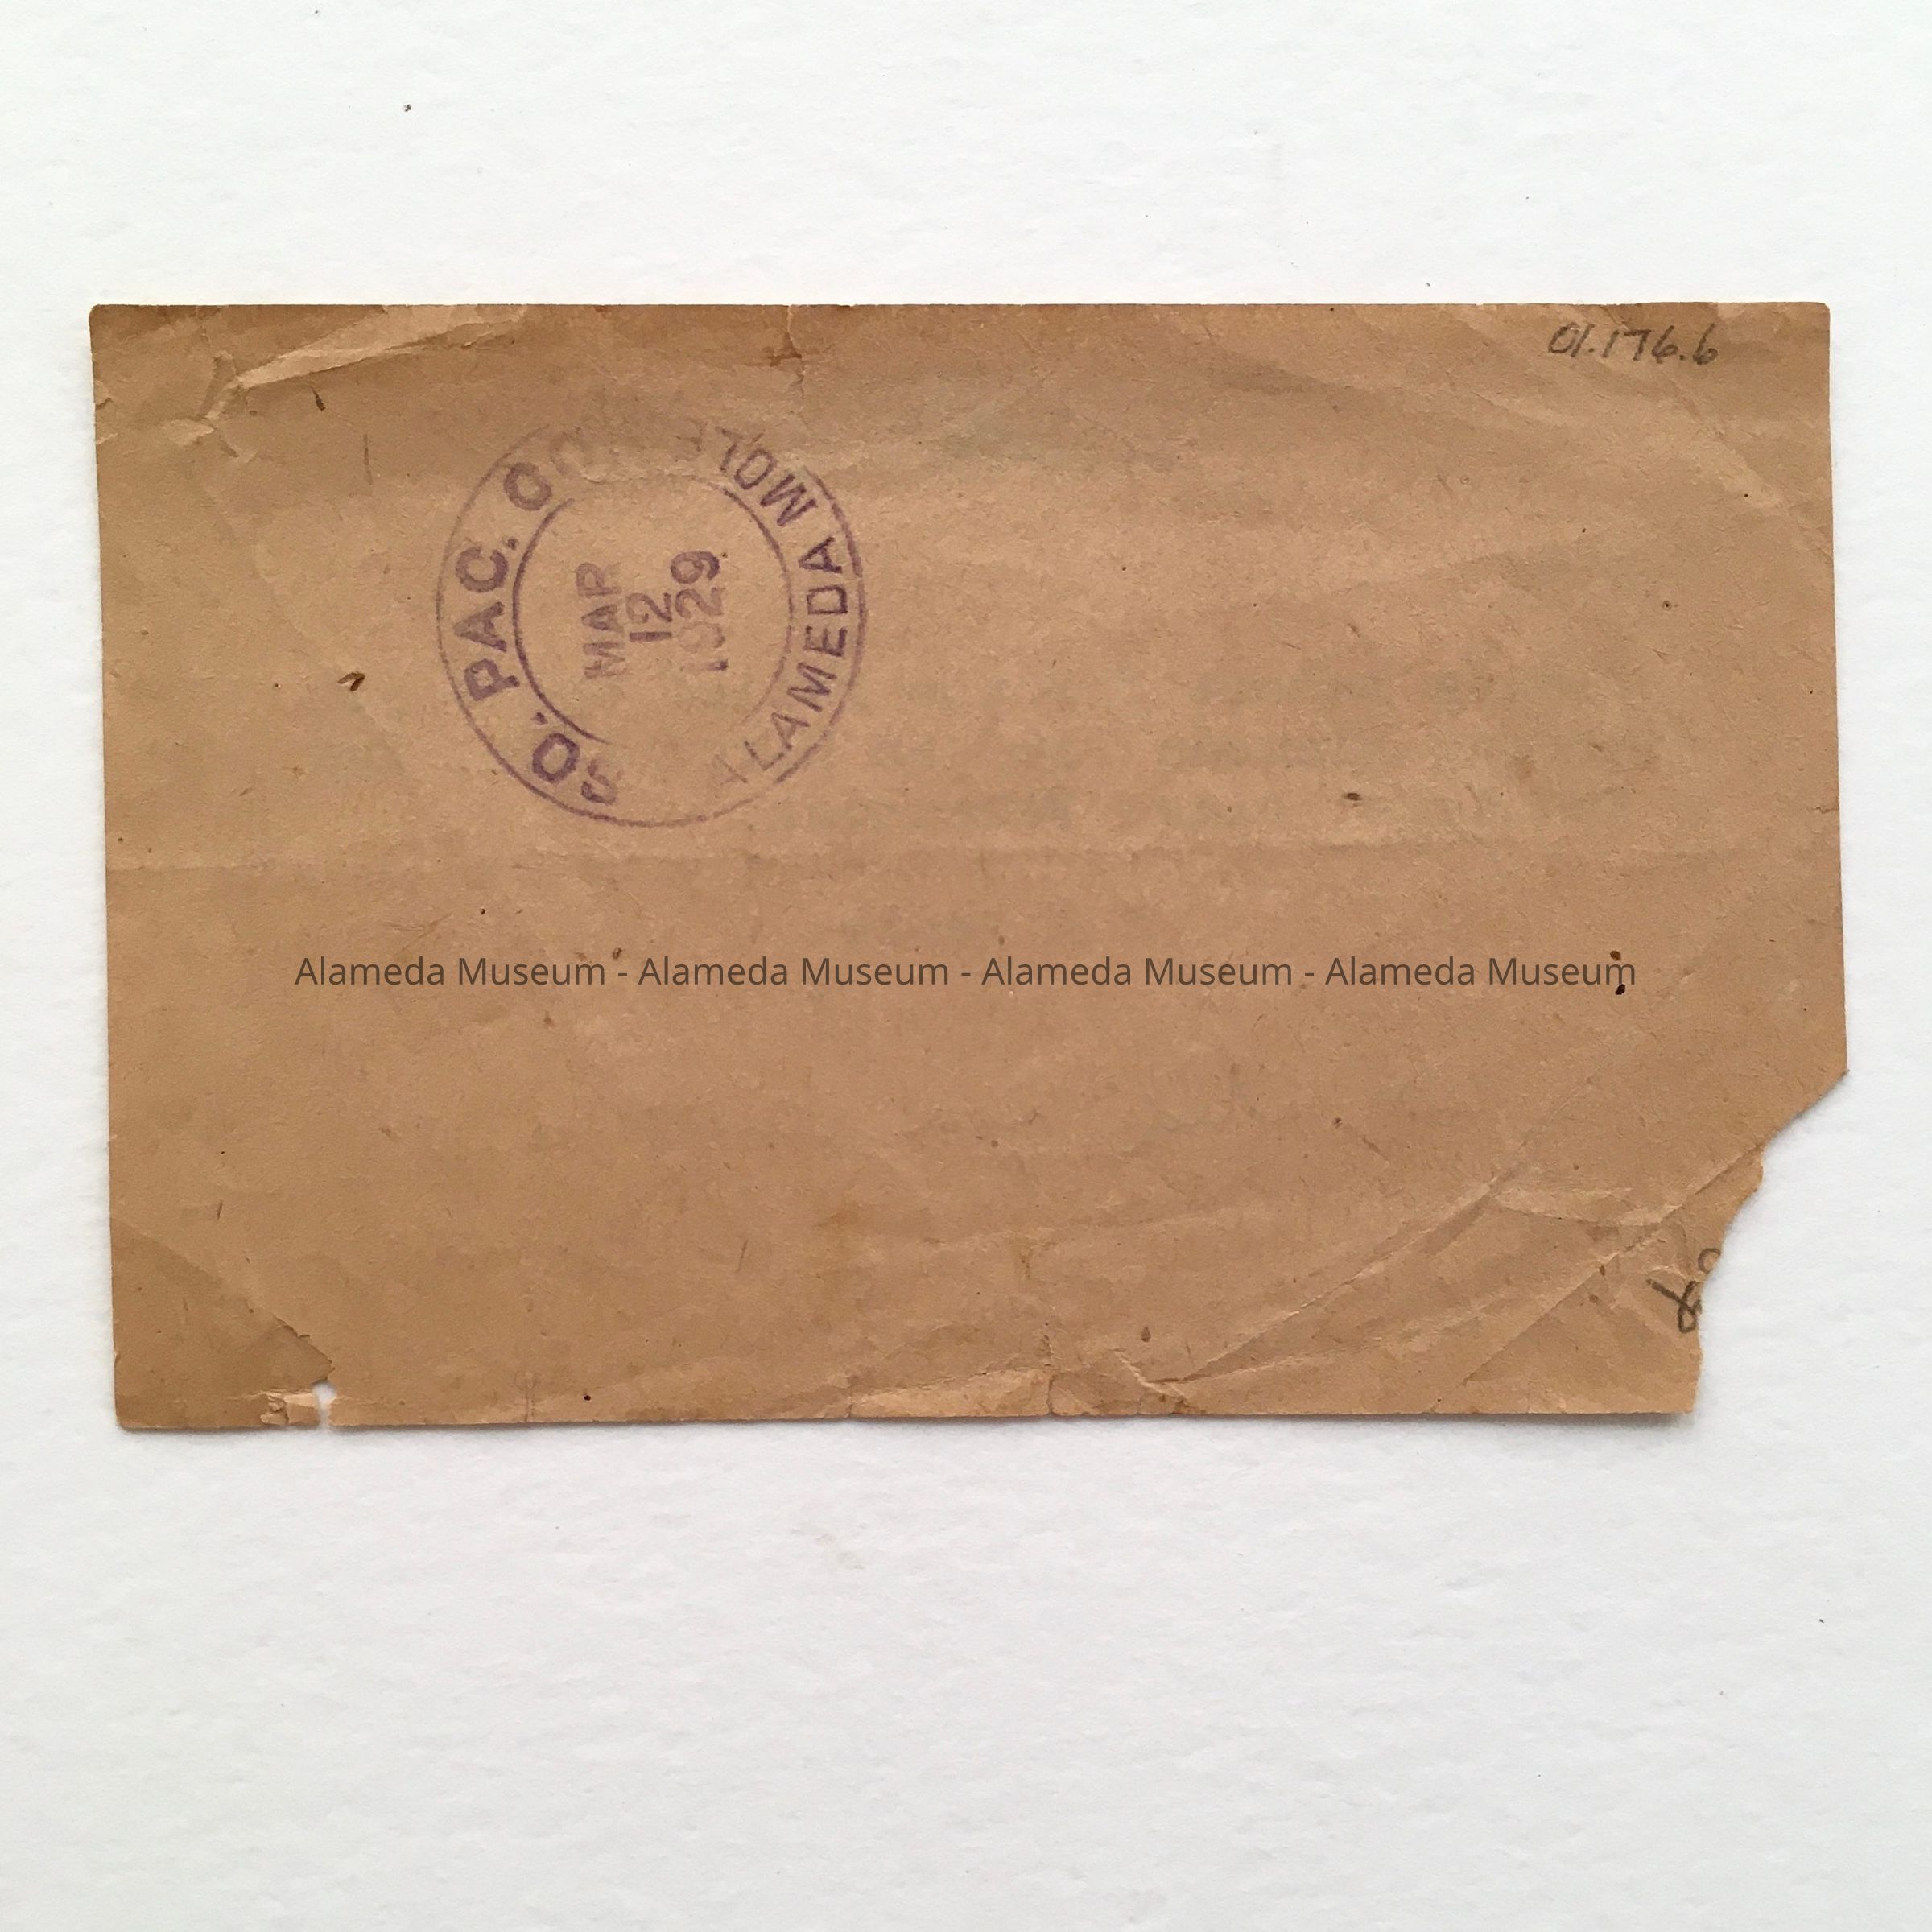 01.176.6
SO. PAC. CO.
MAR
12
1929
ALAMEDA MOLE
Alameda Museum - Alameda Museum - Alameda Museum - Alameda Museum